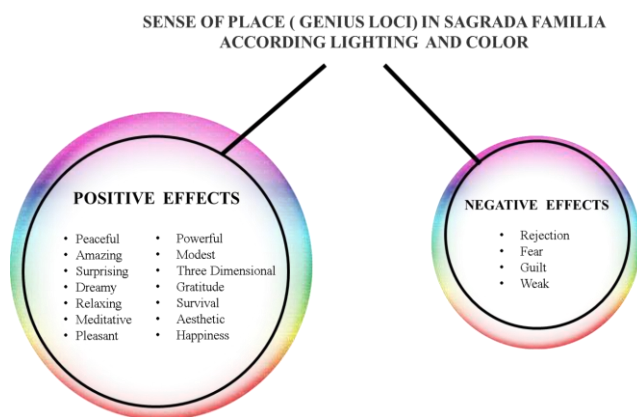 SENSE OF PLACE ( GENIUS LOCI) IN SAGRADA FAMILIA
ACCORDING LIGHTING AND COLOR
POSITIVE EFFECTS
• Peaceful
• Amazing
• Surprising
• Dreamy
• Relaxing
• Meditative
• Pleasant
• Powerful
• Modest
• Three Dimensional
• Gratitude
• Survival
• Aesthetic
• Happiness
NEGATIVE EFFECTS
• Rejection
• Fear
• Guilt
• Weak